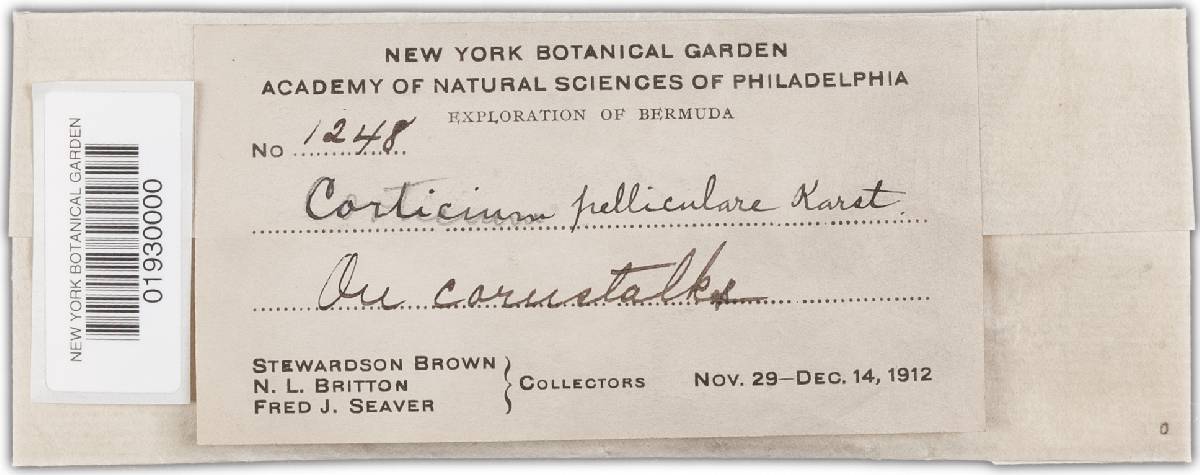 NEW YORK BOTANICAL GARDEN
ACADEMY OF NATURAL SCIENCES OF PHILADELPHIA
EXPLORATION OF BERMUDA
No 1248
Corticium pelliculare Karst.
On cornstalks
STEWARDSON BROWN
N. L. BRITTON
FRED J. SEAVER
COLLECTORS
NOV. 29–DEC. 14, 1912
NEW YORK BOTANICAL GARDEN
01930000
0